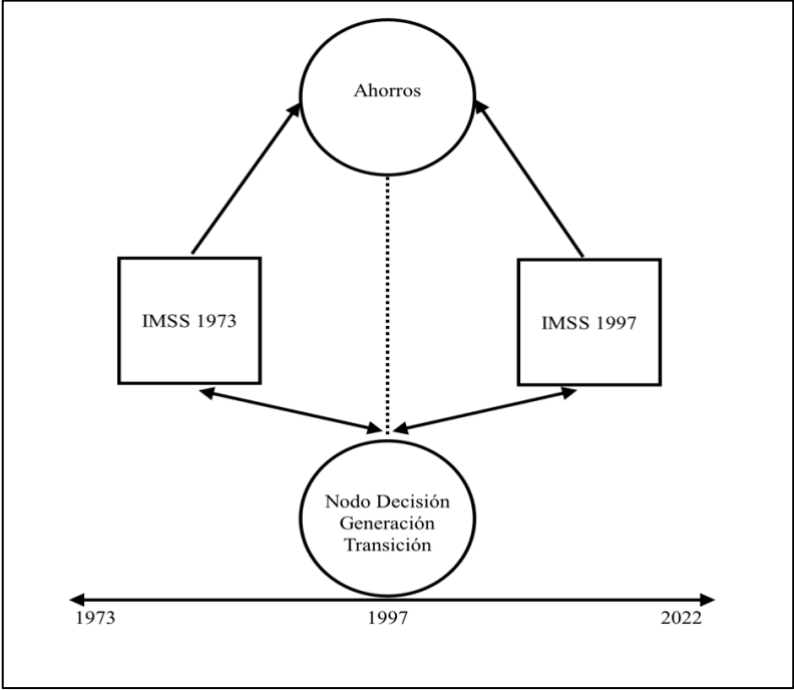 Ahorros
IMSS 1973
IMSS 1997
Nodo Decisión
Generación
Transición
1973
1997
2022